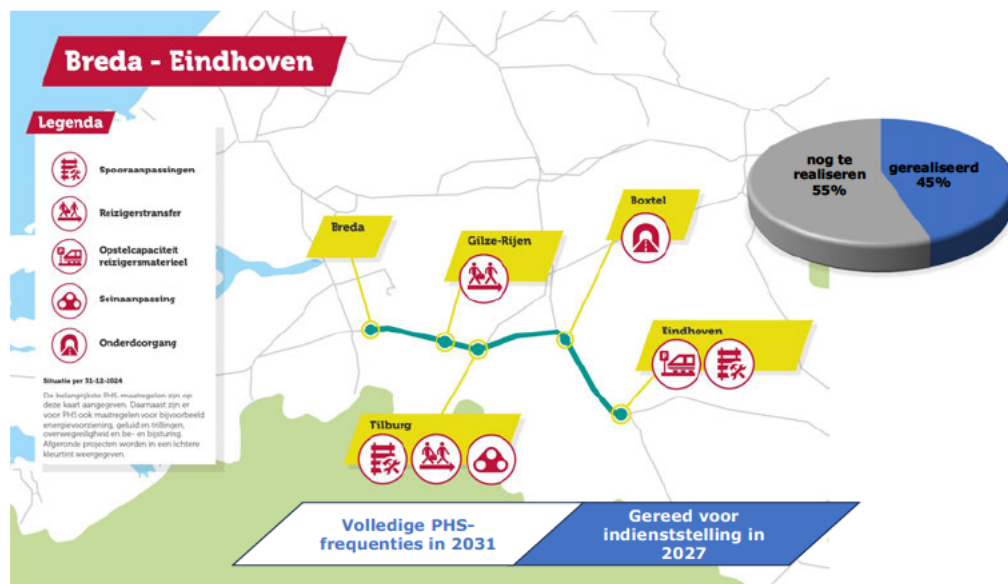 Breda - Eindhoven
Legenda
Spooraanpassingen
Reizigerstransfer
Opstelcapaciteit
reizigersmaterieel
Seinaanpassing
Onderdoorgang
Situatie per 31-12-2024
De belangrijkste PHS-maatregelen zijn op
deze kaart aangegeven. Daarnaast zijn er
voor PHS ook maatregelen voor bijvoorbeeld
energievoorziening, geluid en trillingen,
overwegveiligheid en be- en bijsturing.
Afgeronde projecten worden in een lichtere
kleurtint weergegeven.
Breda
Gilze-Rijen
Boxtel
Eindhoven
P
Tilburg
nog te
realiseren
55%
gerealiseerd
45%
Volledige PHS-
frequenties in 2031
Gereed voor
indienststelling in
2027